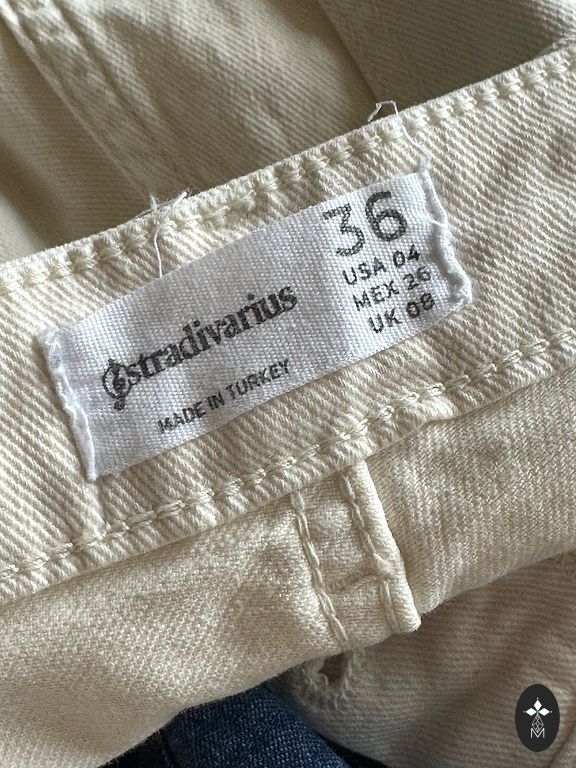 36
USA 04
MEX 26
UK 08
stradivarius
MADE IN TURKEY
M